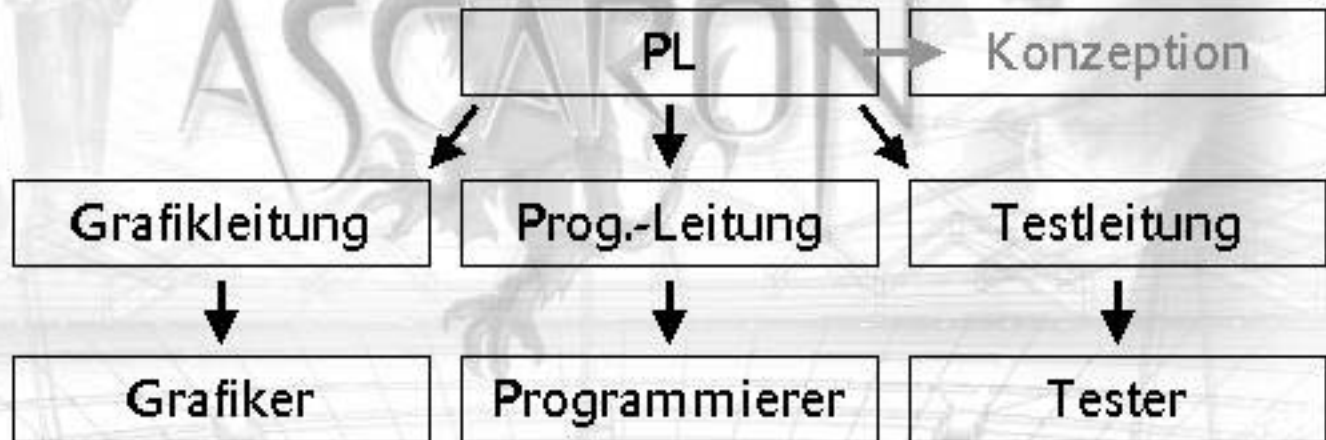 ASCARON
PL
Konzeption
Grafikleitung
Prog.-Leitung
Testleitung
Grafiker
Programmierer
Tester